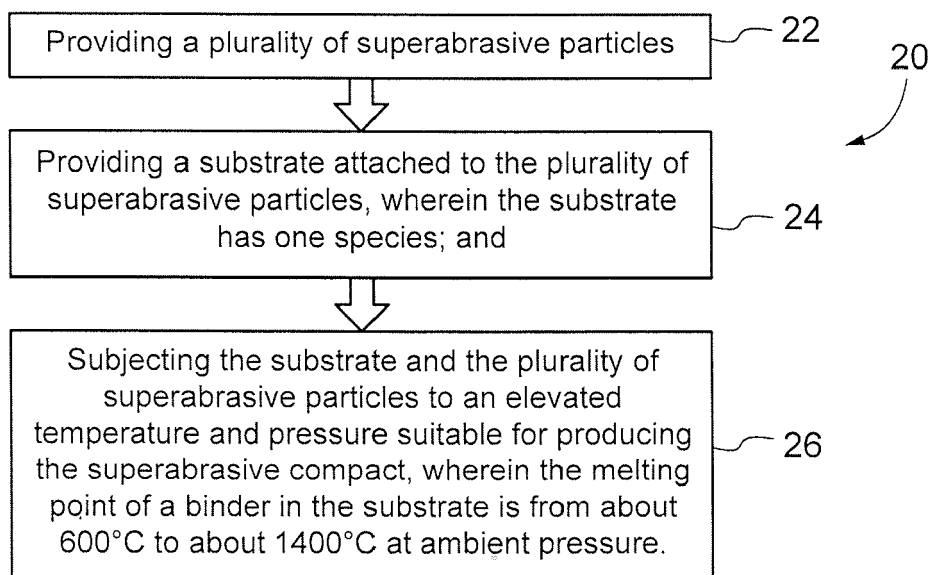 Providing a plurality of superabrasive particles
22
20
Providing a substrate attached to the plurality of
superabrasive particles, wherein the substrate
has one species; and
24
Subjecting the substrate and the plurality of
superabrasive particles to an elevated
temperature and pressure suitable for producing
the superabrasive compact, wherein the melting
point of a binder in the substrate is from about
600°C to about 1400°C at ambient pressure.
26